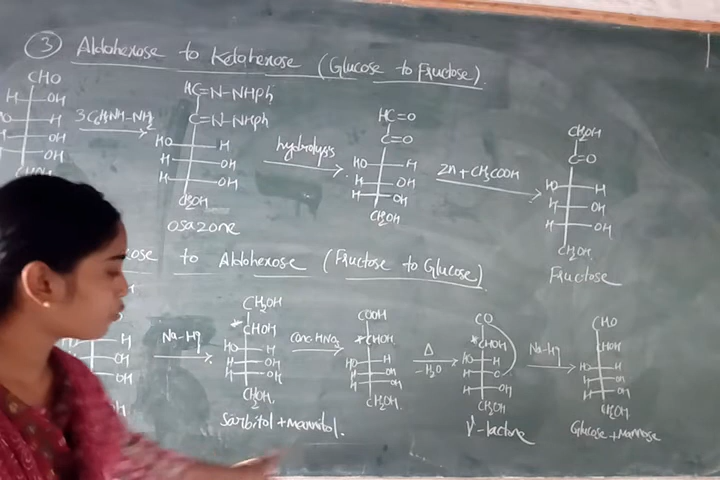 ③ Aldohexose to Ketohexose (Glucose to Fructose)
CHO
H OH
H
H OH
H OH
3C6H5NH-NH2
HC=N-NHPh
C=N-NHPh
HO H
H OH
H OH
CH2OH
osazone
hydrolysis
HC=O
C=O
HO H
H OH
H OH
CH2OH
Zn + CH3COOH
CH2OH
C=O
HO H
H OH
H OH
CH2OH
Fructose
ose to Aldohexose (Fructose to Glucose)
H
OH
OH
Na-Hg
CH2OH
*CHOH
HO H
H OH
H OH
CH2OH
Sorbitol + Mannitol.
Conc HNO3
COOH
*CHOH
HO H
H OH
H OH
CH2OH
Δ
-H2O
CO
*CHOH
HO H
H C
H OH
CH2OH
γ-lactone
Na-Hg
CHO
CHOH
HO H
H OH
H OH
CH2OH
Glucose + Mannose